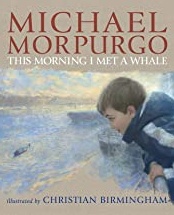 MICHAEL
MORPURGO
THIS MORNING I MET A WHALE
illustrated by CHRISTIAN BIRMINGHAM